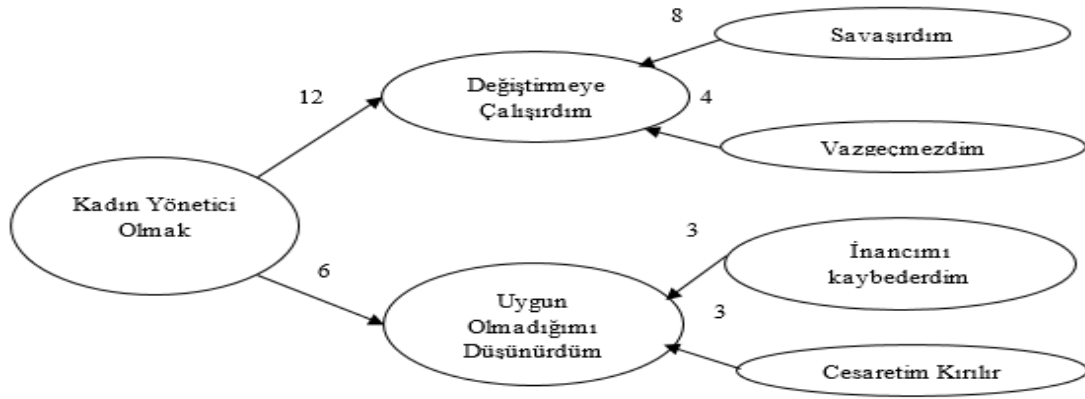 8
Savaşırdım
Değiştirmeye
Çalışırdım
12
4
Vazgeçmezdim
Kadın Yönetici
Olmak
3
İnancımı
kaybederdim
6
Uygun
Olmadığımı
Düşünürdüm
3
Cesaretim Kırılır